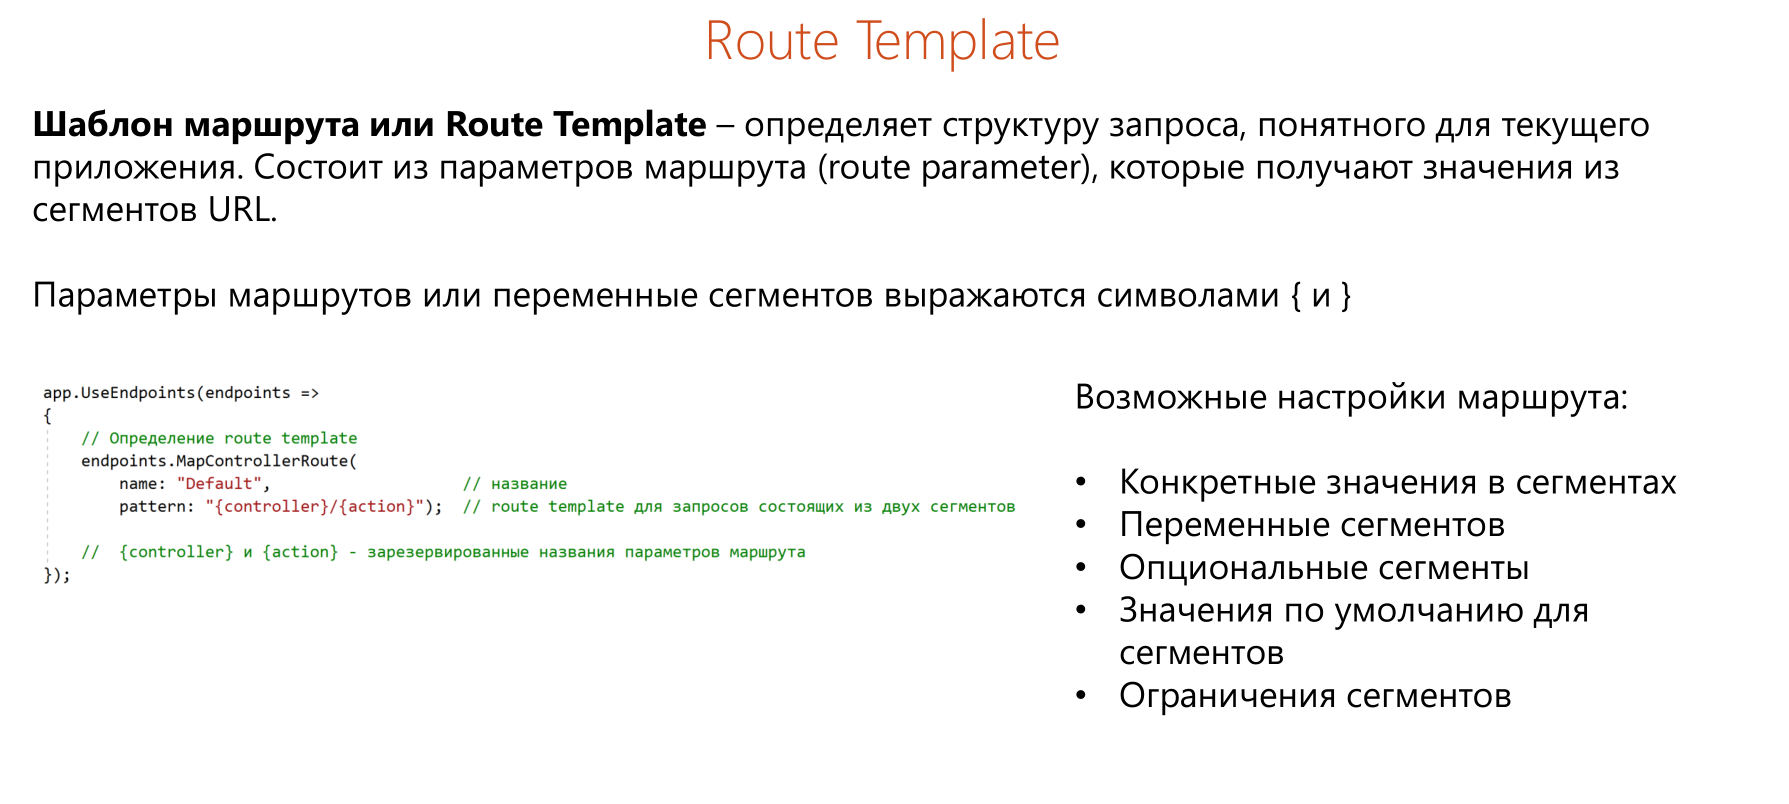 Route Template
Шаблон маршрута или Route Template – определяет структуру запроса, понятного для текущего
приложения. Состоит из параметров маршрута (route parameter), которые получают значения из
сегментов URL.
Параметры маршрутов или переменные сегментов выражаются символами { и }
app.UseEndpoints(endpoints =>
{
// Определение route template
endpoints.MapControllerRoute(
name: "Default", // название
pattern: "{controller}/{action}"); // route template для запросов состоящих из двух сегментов
// {controller} и {action} - зарезервированные названия параметров маршрута
});
Возможные настройки маршрута:
• Конкретные значения в сегментах
• Переменные сегментов
• Опциональные сегменты
• Значения по умолчанию для
сегментов
• Ограничения сегментов